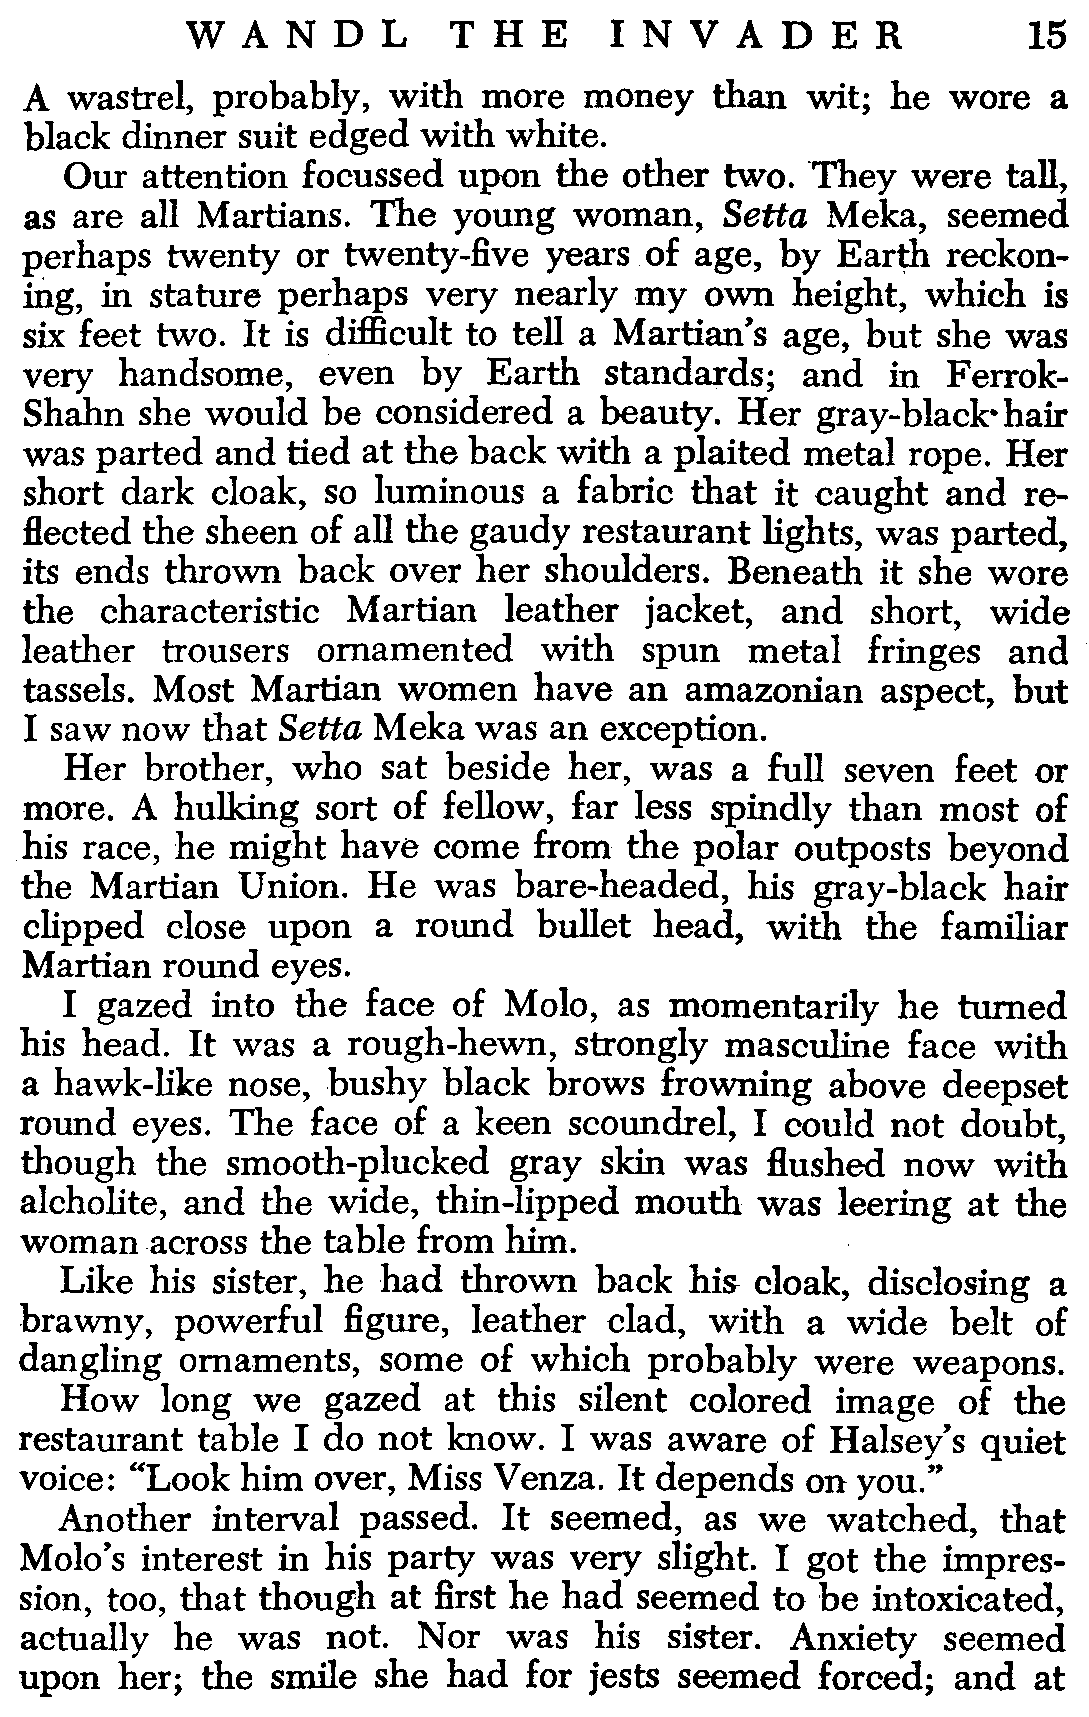 WANDL THE INVADER 15
A wastrel, probably, with more money than wit; he wore a
black dinner suit edged with white.
Our attention focussed upon the other two. They were tall,
as are all Martians. The young woman, Setta Meka, seemed
perhaps twenty or twenty-five years of age, by Earth reckon-
ing, in stature perhaps very nearly my own height, which is
six feet two. It is difficult to tell a Martian's age, but she was
very handsome, even by Earth standards; and in Ferrok-
Shahn she would be considered a beauty. Her gray-black hair
was parted and tied at the back with a plaited metal rope. Her
short dark cloak, so luminous a fabric that it caught and re-
flected the sheen of all the gaudy restaurant lights, was parted,
its ends thrown back over her shoulders. Beneath it she wore
the characteristic Martian leather jacket, and short, wide
leather trousers ornamented with spun metal fringes and
tassels. Most Martian women have an amazonian aspect, but
I saw now that Setta Meka was an exception.
Her brother, who sat beside her, was a full seven feet or
more. A hulking sort of fellow, far less spindly than most of
his race, he might have come from the polar outposts beyond
the Martian Union. He was bare-headed, his gray-black hair
clipped close upon a round bullet head, with the familiar
Martian round eyes.
I gazed into the face of Molo, as momentarily he turned
his head. It was a rough-hewn, strongly masculine face with
a hawk-like nose, bushy black brows frowning above deepset
round eyes. The face of a keen scoundrel, I could not doubt,
though the smooth-plucked gray skin was flushed now with
alcholite, and the wide, thin-lipped mouth was leering at the
woman across the table from him.
Like his sister, he had thrown back his cloak, disclosing a
brawny, powerful figure, leather clad, with a wide belt of
dangling ornaments, some of which probably were weapons.
How long we gazed at this silent colored image of the
restaurant table I do not know. I was aware of Halsey's quiet
voice: "Look him over, Miss Venza. It depends on you."
Another interval passed. It seemed, as we watched, that
Molo's interest in his party was very slight. I got the impres-
sion, too, that though at first he had seemed to be intoxicated,
actually he was not. Nor was his sister. Anxiety seemed
upon her; the smile she had for jests seemed forced; and at